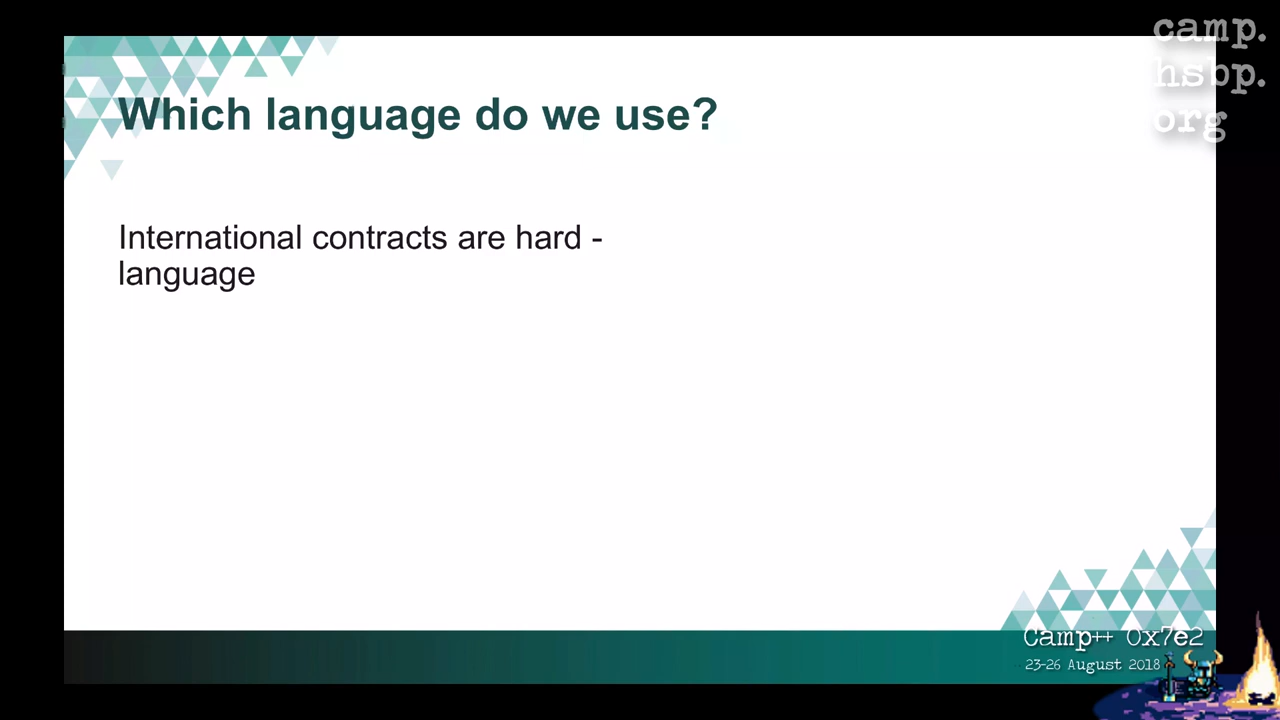 camp.
hsbp.
org
Which language do we use?
International contracts are hard -
language
Camp++ 0x7e2
23-26 August 2018